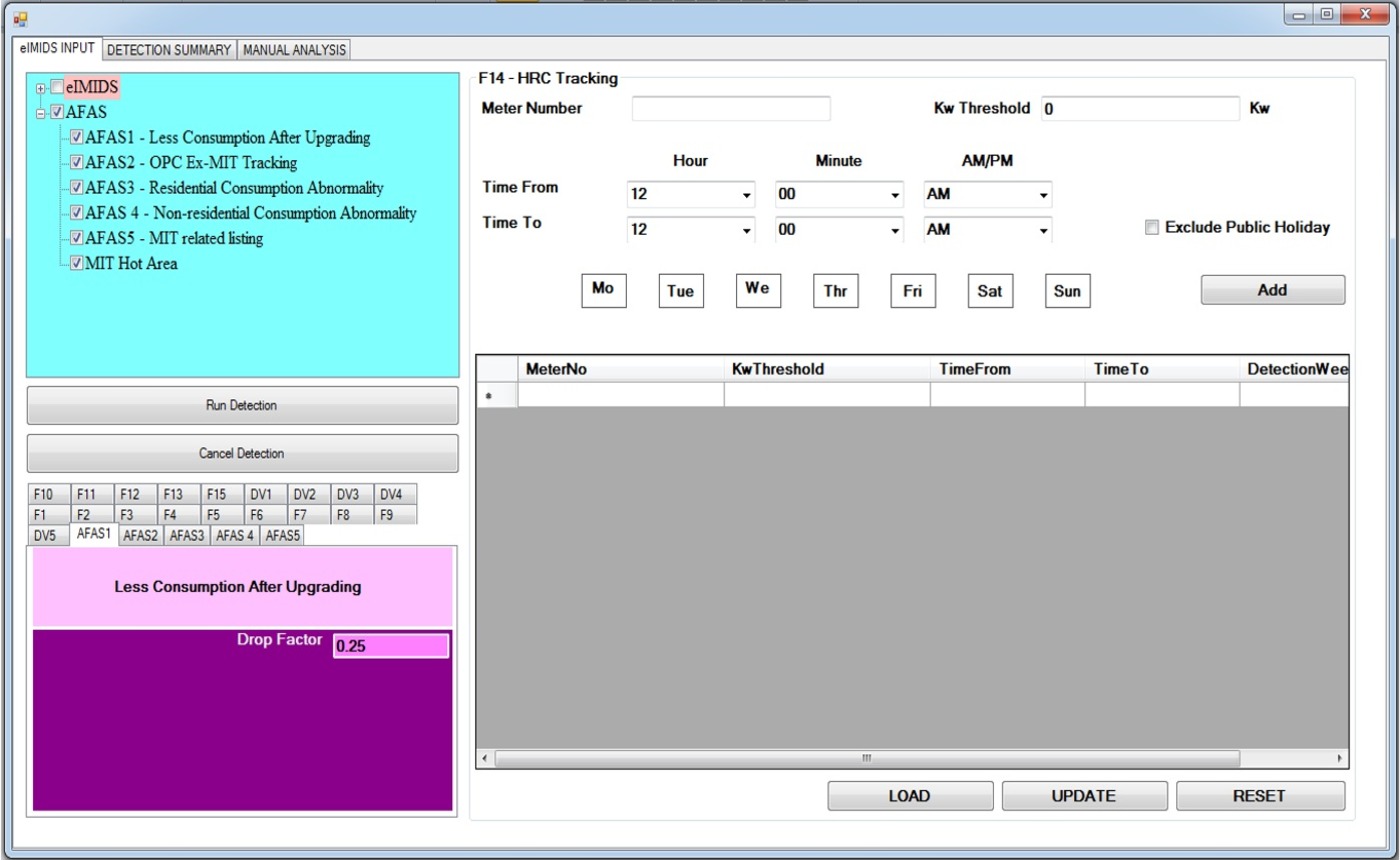 eIMIDS INPUT DETECTION SUMMARY MANUAL ANALYSIS
eIMIDS
AFAS
AFAS1 - Less Consumption After Upgrading
AFAS2 - OPC Ex-MIT Tracking
AFAS3 - Residential Consumption Abnormality
AFAS 4 - Non-residential Consumption Abnormality
AFAS5 - MIT related listing
MIT Hot Area
Run Detection
Cancel Detection
F10 F11 F12 F13 F15 DV1 DV2 DV3 DV4
F1 F2 F3 F4 F5 F6 F7 F8 F9
DV5 AFAS1 AFAS2 AFAS3 AFAS 4 AFAS5
Less Consumption After Upgrading
Drop Factor 0.25
F14 - HRC Tracking
Meter Number Kw Threshold 0 Kw
Hour Minute AM/PM
Time From 12 00 AM
Time To 12 00 AM Exclude Public Holiday
Mo Tue We Thr Fri Sat Sun Add
MeterNo KwThreshold TimeFrom TimeTo DetectionWee
*
LOAD UPDATE RESET